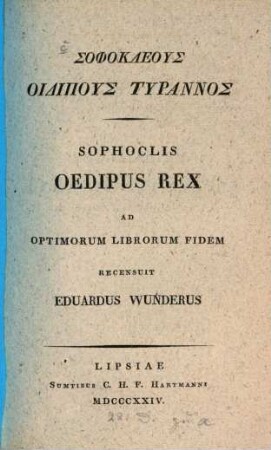 ΣΟΦΟΚΛΕΟΥΣ
ΟΙΔΙΠΟΥΣ ΤΥΡΑΝΝΟΣ
SOPHOCLIS
OEDIPUS REX
AD
OPTIMORUM LIBRORUM FIDEM
RECENSUIT
EDUARDUS WUNDERUS
LIPSIAE
SUMTIBUS C. H. F. HARTMANNI
MDCCCXXIV.